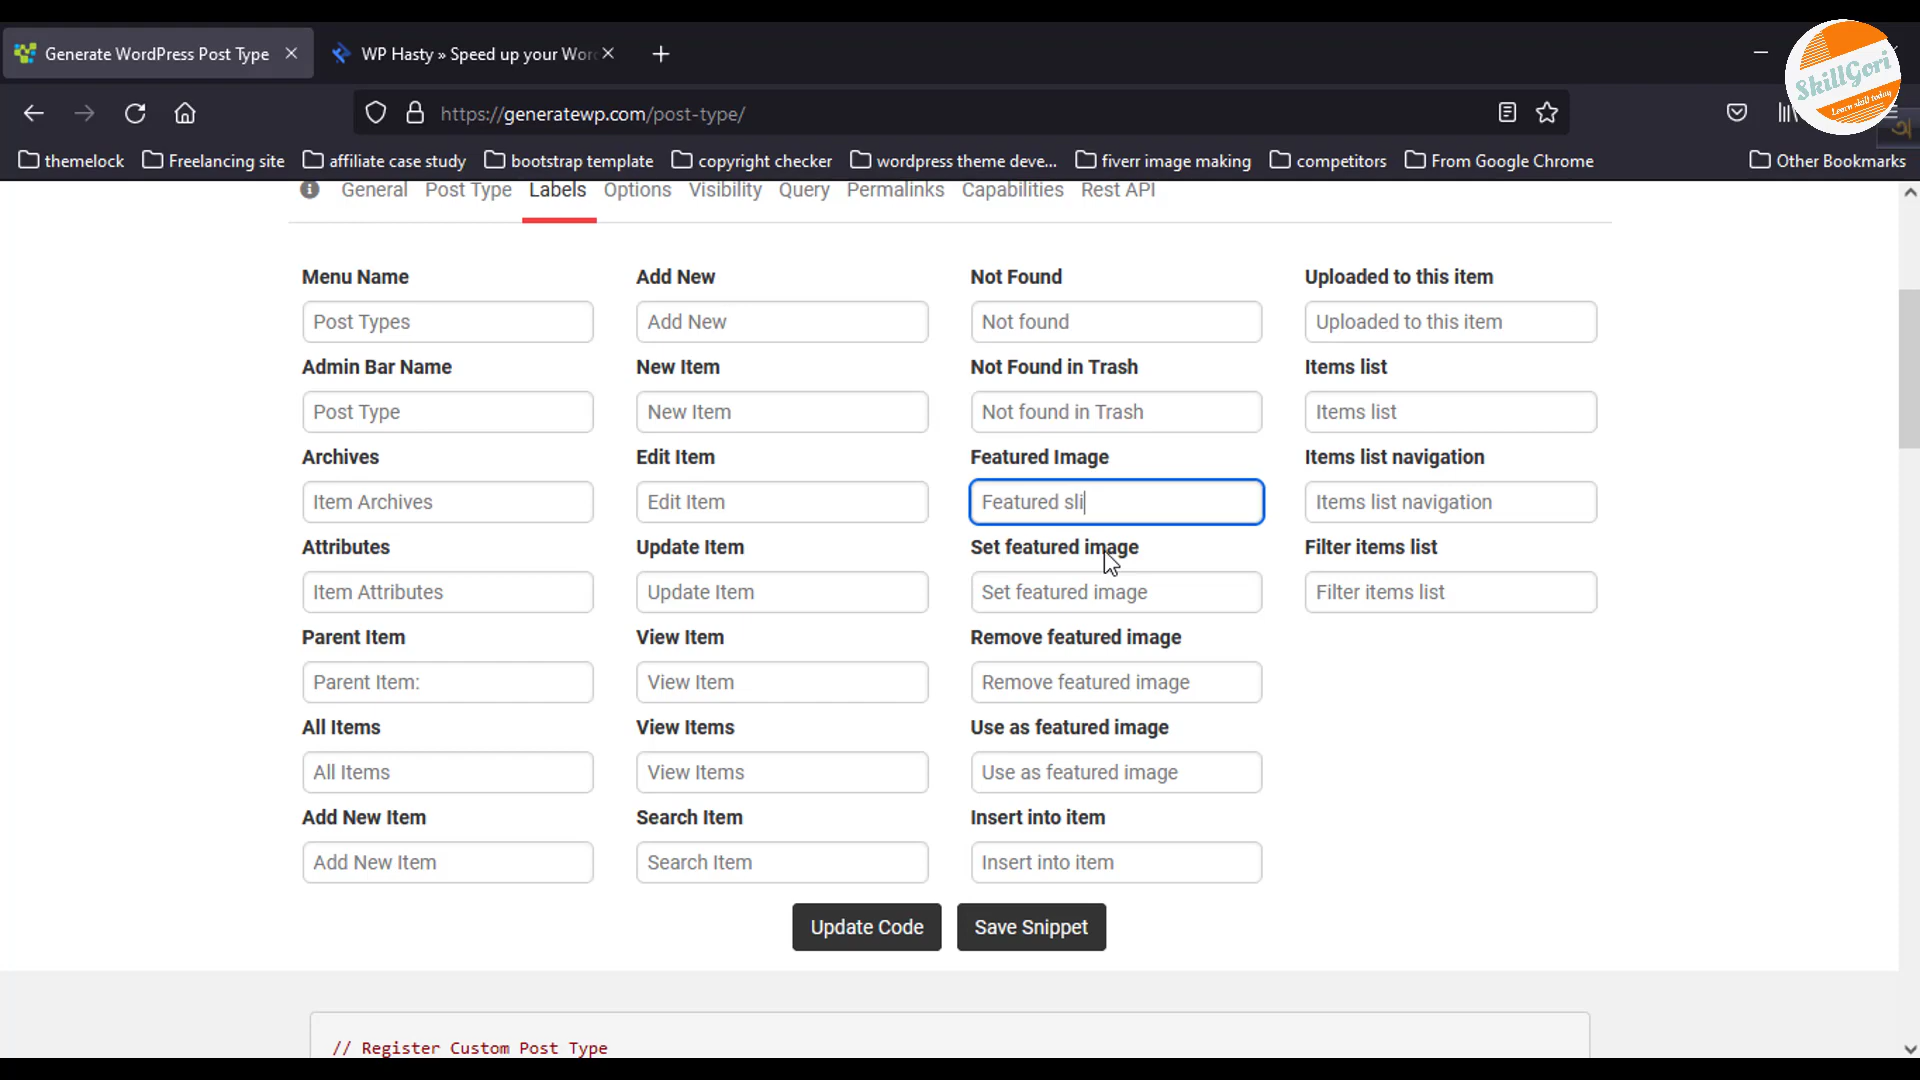 Generate WordPress Post Type
WP Hasty » Speed up your Wor
SkillGori
Learn skill today
https://generatewp.com/post-type/
themelock
Freelancing site
affiliate case study
bootstrap template
copyright checker
wordpress theme deve...
fiverr image making
competitors
From Google Chrome
Other Bookmarks
General Post Type Labels Options Visibility Query Permalinks Capabilities Rest API
Menu Name
Post Types
Admin Bar Name
Post Type
Archives
Item Archives
Attributes
Item Attributes
Parent Item
Parent Item:
All Items
All Items
Add New Item
Add New Item
Add New
Add New
New Item
New Item
Edit Item
Edit Item
Update Item
Update Item
View Item
View Item
View Items
View Items
Search Item
Search Item
Not Found
Not found
Not Found in Trash
Not found in Trash
Featured Image
Featured sli
Set featured image
Set featured image
Remove featured image
Remove featured image
Use as featured image
Use as featured image
Insert into item
Insert into item
Uploaded to this item
Uploaded to this item
Items list
Items list
Items list navigation
Items list navigation
Filter items list
Filter items list
Update Code
Save Snippet
// Register Custom Post Type